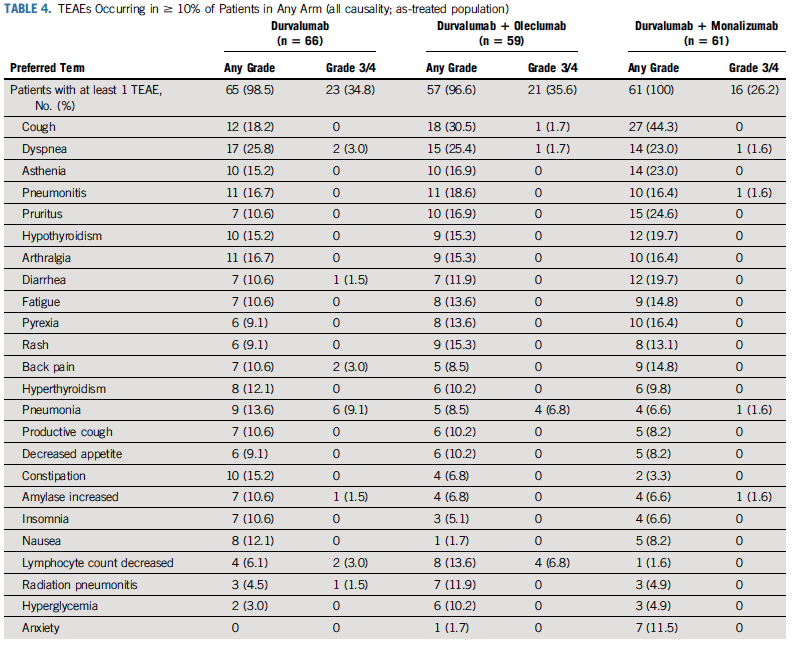 TABLE 4. TEAEs Occurring in ≥ 10% of Patients in Any Arm (all causality; as-treated population)
Durvalumab Durvalumab + Oleclumab Durvalumab + Monalizumab
(n = 66) (n = 59) (n = 61)
Preferred Term Any Grade Grade 3/4 Any Grade Grade 3/4 Any Grade Grade 3/4
Patients with at least 1 TEAE, 65 (98.5) 23 (34.8) 57 (96.6) 21 (35.6) 61 (100) 16 (26.2)
No. (%)
Cough 12 (18.2) 0 18 (30.5) 1 (1.7) 27 (44.3) 0
Dyspnea 17 (25.8) 2 (3.0) 15 (25.4) 1 (1.7) 14 (23.0) 1 (1.6)
Asthenia 10 (15.2) 0 10 (16.9) 0 14 (23.0) 0
Pneumonitis 11 (16.7) 0 11 (18.6) 0 10 (16.4) 1 (1.6)
Pruritus 7 (10.6) 0 10 (16.9) 0 15 (24.6) 0
Hypothyroidism 10 (15.2) 0 9 (15.3) 0 12 (19.7) 0
Arthralgia 11 (16.7) 0 9 (15.3) 0 10 (16.4) 0
Diarrhea 7 (10.6) 1 (1.5) 7 (11.9) 0 12 (19.7) 0
Fatigue 7 (10.6) 0 8 (13.6) 0 9 (14.8) 0
Pyrexia 6 (9.1) 0 8 (13.6) 0 10 (16.4) 0
Rash 6 (9.1) 0 9 (15.3) 0 8 (13.1) 0
Back pain 7 (10.6) 2 (3.0) 5 (8.5) 0 9 (14.8) 0
Hyperthyroidism 8 (12.1) 0 6 (10.2) 0 6 (9.8) 0
Pneumonia 9 (13.6) 6 (9.1) 5 (8.5) 4 (6.8) 4 (6.6) 1 (1.6)
Productive cough 7 (10.6) 0 6 (10.2) 0 5 (8.2) 0
Decreased appetite 6 (9.1) 0 6 (10.2) 0 5 (8.2) 0
Constipation 10 (15.2) 0 4 (6.8) 0 2 (3.3) 0
Amylase increased 7 (10.6) 1 (1.5) 4 (6.8) 0 4 (6.6) 1 (1.6)
Insomnia 7 (10.6) 0 3 (5.1) 0 4 (6.6) 0
Nausea 8 (12.1) 0 1 (1.7) 0 5 (8.2) 0
Lymphocyte count decreased 4 (6.1) 2 (3.0) 8 (13.6) 4 (6.8) 1 (1.6) 0
Radiation pneumonitis 3 (4.5) 1 (1.5) 7 (11.9) 0 3 (4.9) 0
Hyperglycemia 2 (3.0) 0 6 (10.2) 0 3 (4.9) 0
Anxiety 0 0 1 (1.7) 0 7 (11.5) 0